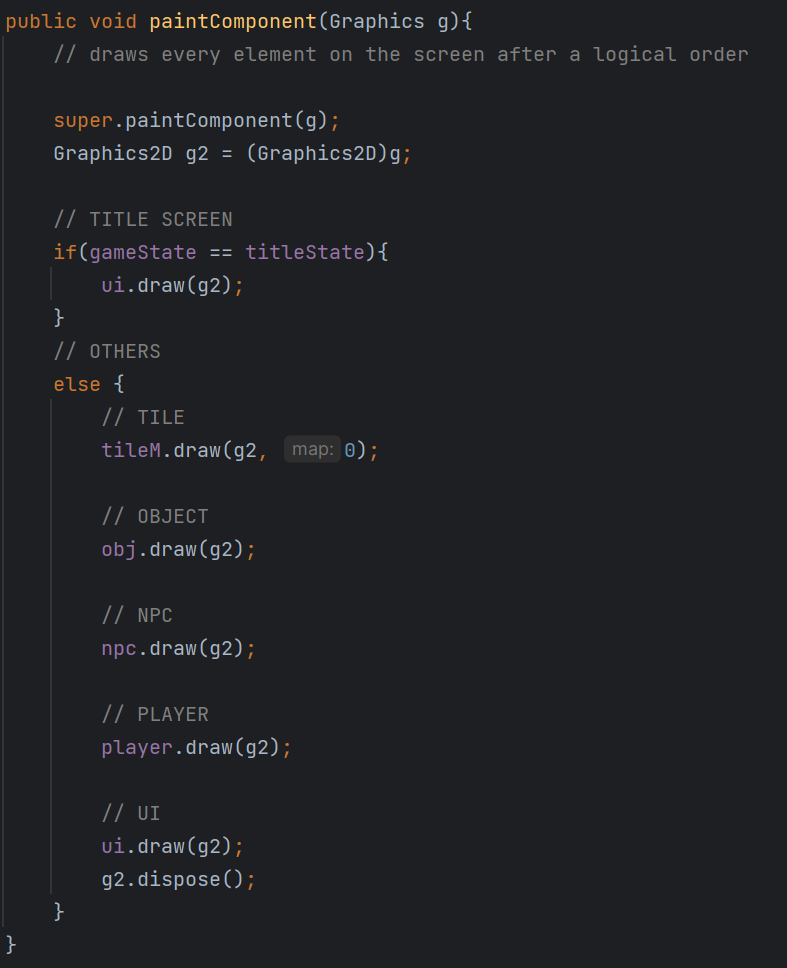 public void paintComponent(Graphics g){
// draws every element on the screen after a logical order
super.paintComponent(g);
Graphics2D g2 = (Graphics2D)g;
// TITLE SCREEN
if(gameState == titleState){
ui.draw(g2);
}
// OTHERS
else {
// TILE
tileM.draw(g2, map: 0);
// OBJECT
obj.draw(g2);
// NPC
npc.draw(g2);
// PLAYER
player.draw(g2);
// UI
ui.draw(g2);
g2.dispose();
}
}